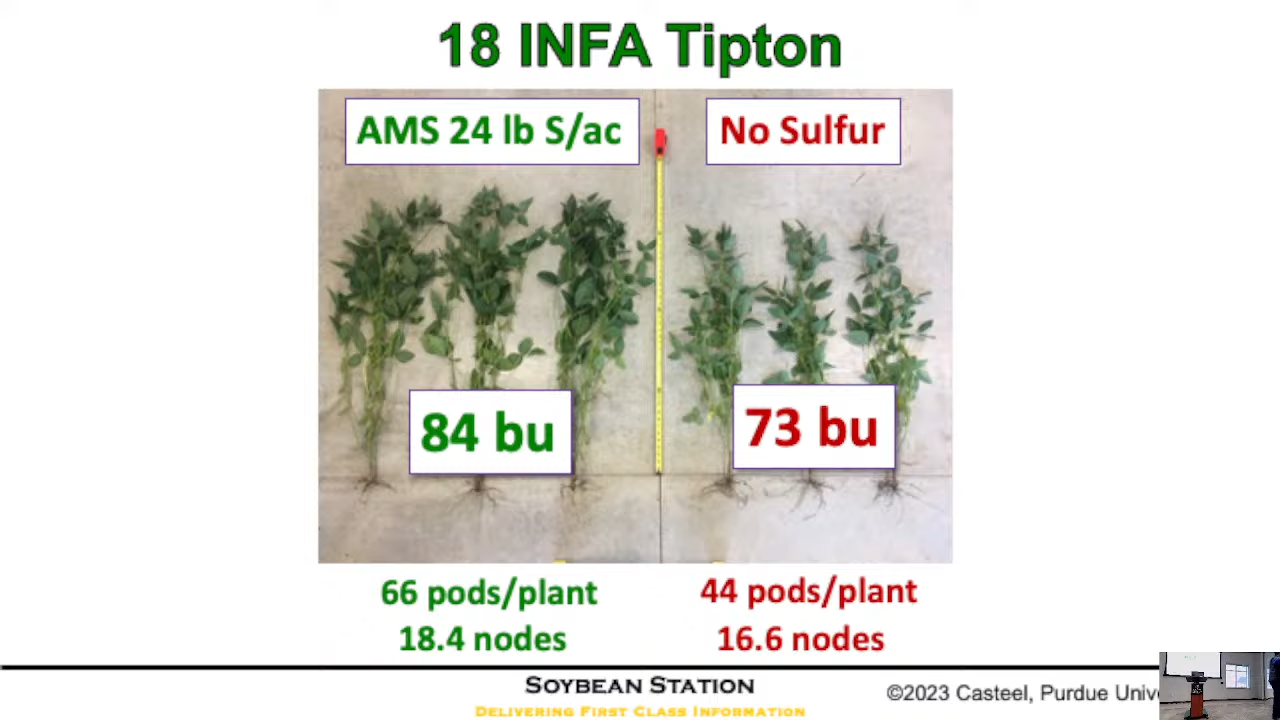 18 INFA Tipton
AMS 24 lb S/ac
No Sulfur
84 bu
73 bu
66 pods/plant
44 pods/plant
18.4 nodes
16.6 nodes
SOYBEAN STATION
DELIVERING FIRST CLASS INFORMATION
©2023 Casteel, Purdue